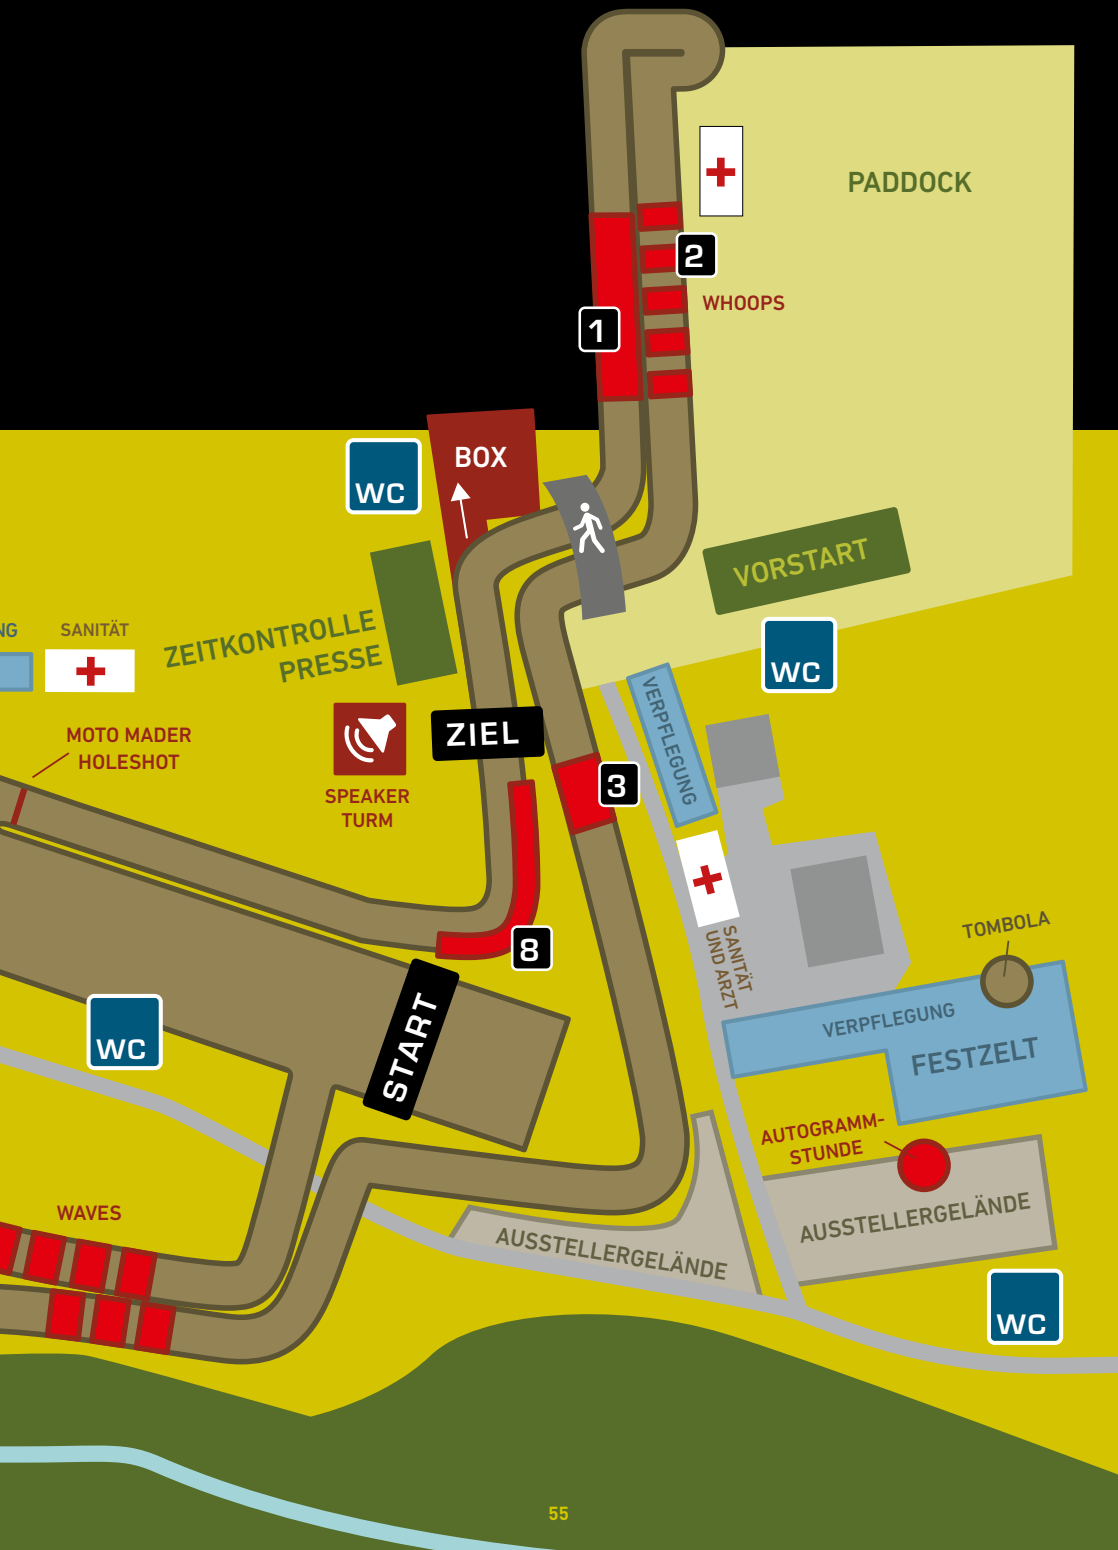 PADDOCK
2
WHOOPS
1
BOX
WC
VORSTART
ZEITKONTROLLE
PRESSE
NG
SANITÄT
WC
VERPFLEGUNG
ZIEL
MOTO MADER
HOLESHOT
SPEAKER
TURM
3
8
SANITÄT
UND ARZT
TOMBOLA
START
WC
VERPFLEGUNG
FESTZELT
AUTOGRAMM-
STUNDE
WAVES
AUSSTELLERGELÄNDE
AUSSTELLERGELÄNDE
WC
55